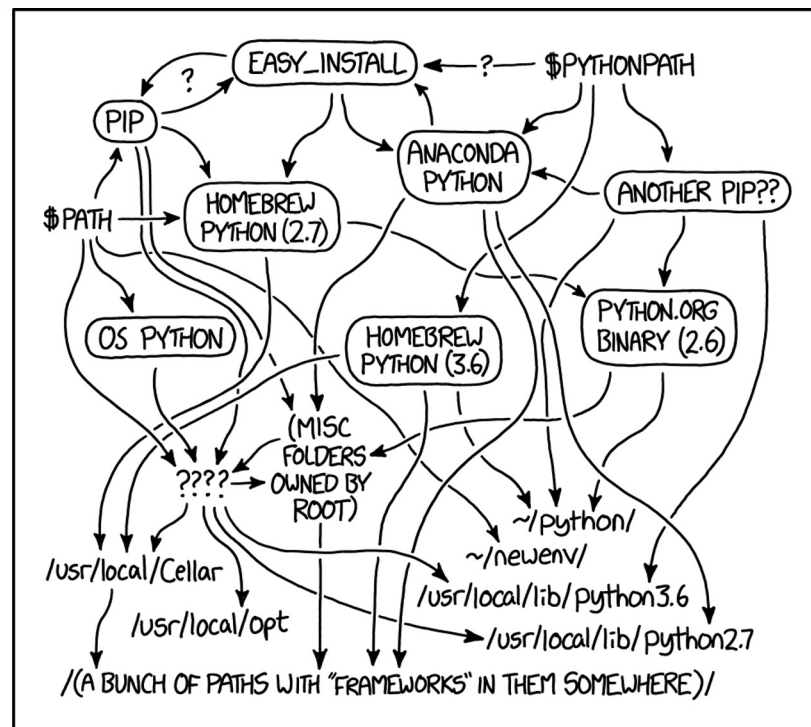 EASY_INSTALL
?
? $PYTHONPATH
PIP
ANACONDA
PYTHON
HOMEBREW
PYTHON (2.7)
ANOTHER PIP??
$PATH
OS PYTHON
HOMEBREW
PYTHON (3.6)
PYTHON.ORG
BINARY (2.6)
(MISC
FOLDERS
OWNED BY
ROOT)
????
~/python/
~/newenv/
/usr/local/Cellar
/usr/local/opt
/usr/local/lib/python3.6
/usr/local/lib/python2.7
/(A BUNCH OF PATHS WITH "FRAMEWORKS" IN THEM SOMEWHERE)/